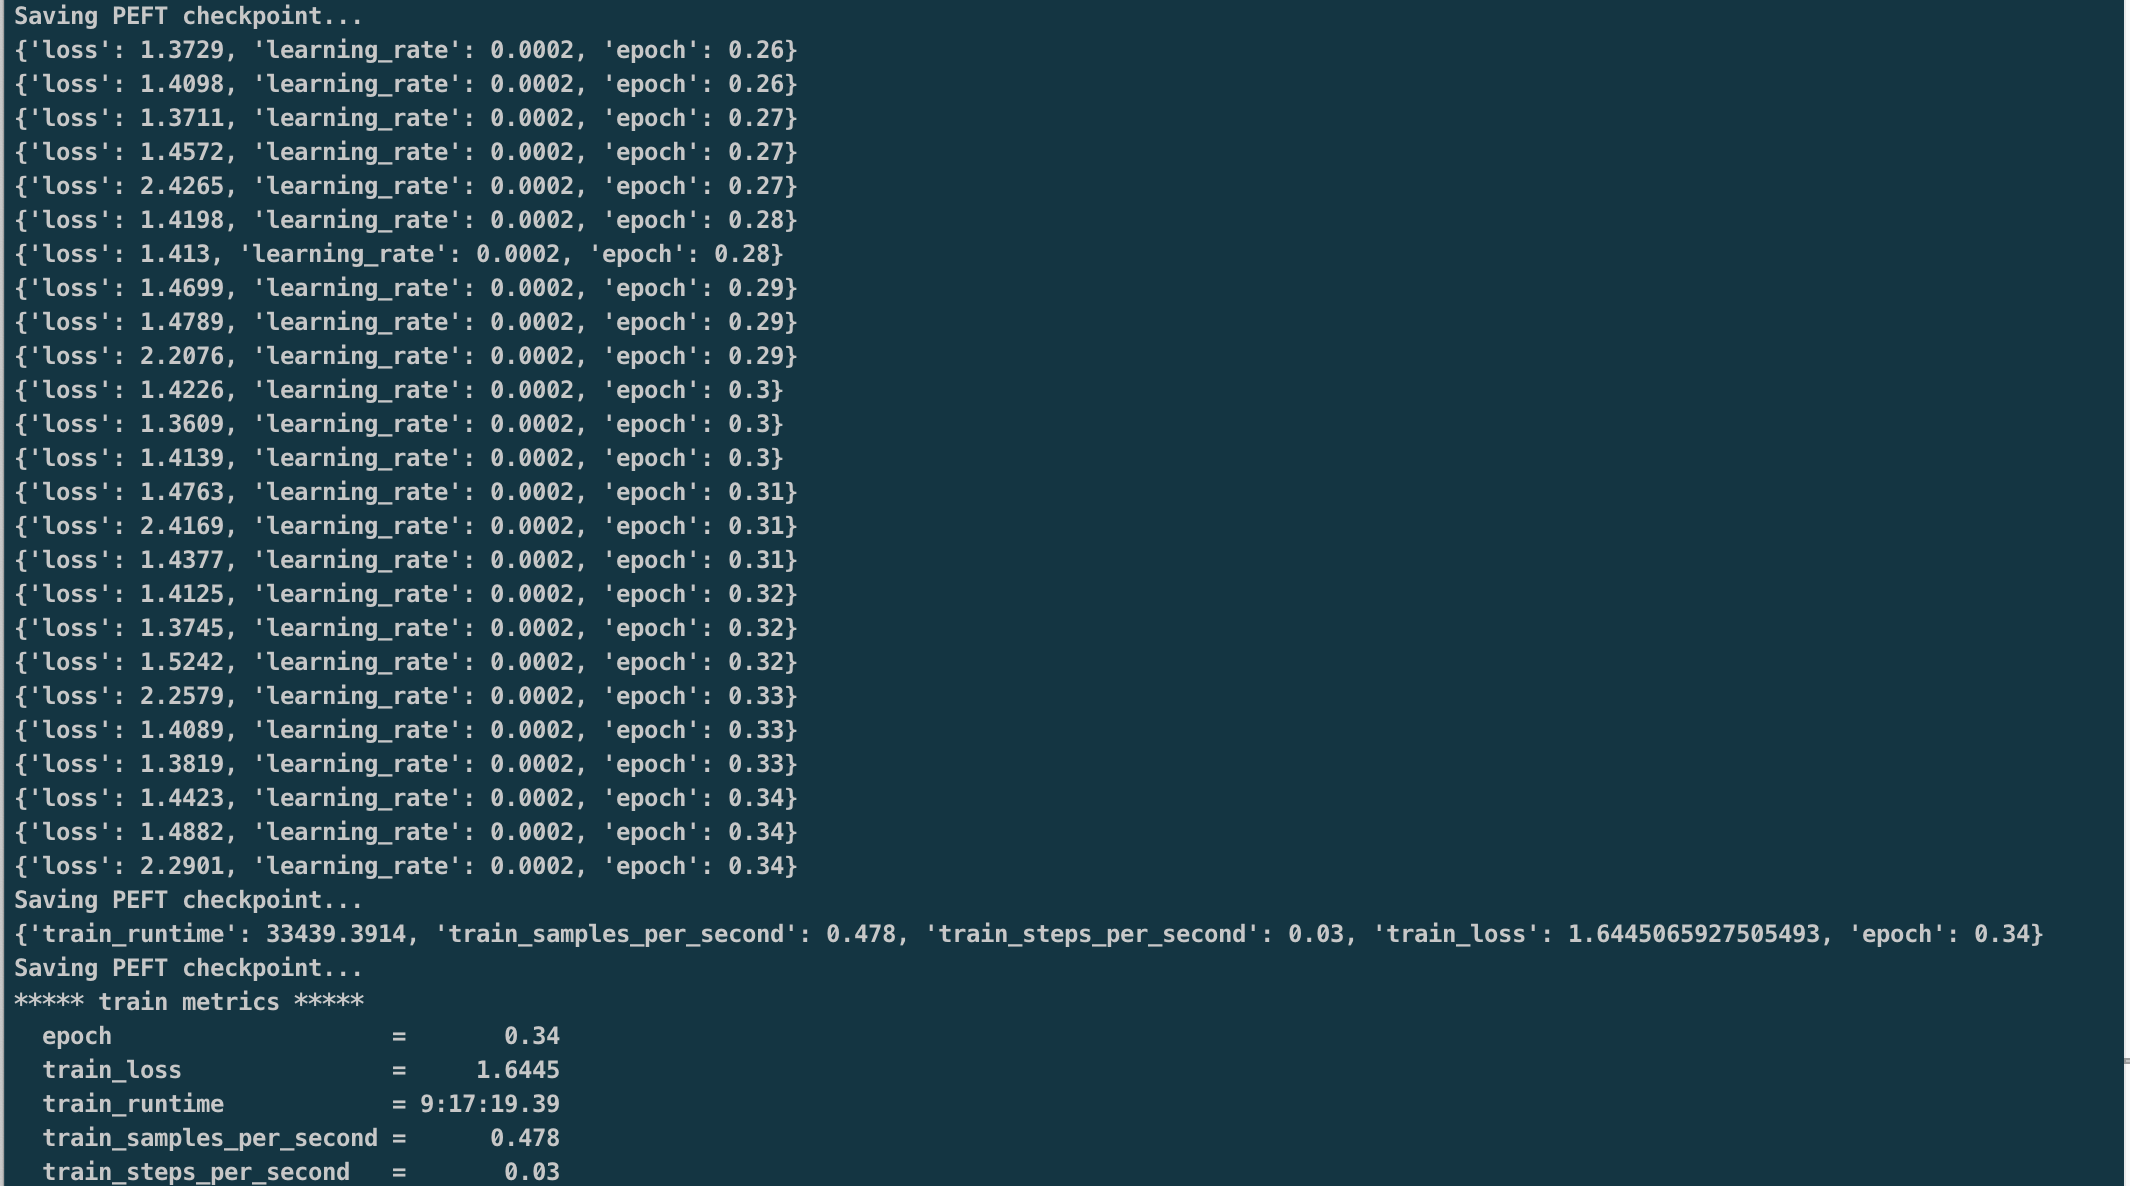 Saving PEFT checkpoint...
{'loss': 1.3729, 'learning_rate': 0.0002, 'epoch': 0.26}
{'loss': 1.4098, 'learning_rate': 0.0002, 'epoch': 0.26}
{'loss': 1.3711, 'learning_rate': 0.0002, 'epoch': 0.27}
{'loss': 1.4572, 'learning_rate': 0.0002, 'epoch': 0.27}
{'loss': 2.4265, 'learning_rate': 0.0002, 'epoch': 0.27}
{'loss': 1.4198, 'learning_rate': 0.0002, 'epoch': 0.28}
{'loss': 1.413, 'learning_rate': 0.0002, 'epoch': 0.28}
{'loss': 1.4699, 'learning_rate': 0.0002, 'epoch': 0.29}
{'loss': 1.4789, 'learning_rate': 0.0002, 'epoch': 0.29}
{'loss': 2.2076, 'learning_rate': 0.0002, 'epoch': 0.29}
{'loss': 1.4226, 'learning_rate': 0.0002, 'epoch': 0.3}
{'loss': 1.3609, 'learning_rate': 0.0002, 'epoch': 0.3}
{'loss': 1.4139, 'learning_rate': 0.0002, 'epoch': 0.3}
{'loss': 1.4763, 'learning_rate': 0.0002, 'epoch': 0.31}
{'loss': 2.4169, 'learning_rate': 0.0002, 'epoch': 0.31}
{'loss': 1.4377, 'learning_rate': 0.0002, 'epoch': 0.31}
{'loss': 1.4125, 'learning_rate': 0.0002, 'epoch': 0.32}
{'loss': 1.3745, 'learning_rate': 0.0002, 'epoch': 0.32}
{'loss': 1.5242, 'learning_rate': 0.0002, 'epoch': 0.32}
{'loss': 2.2579, 'learning_rate': 0.0002, 'epoch': 0.33}
{'loss': 1.4089, 'learning_rate': 0.0002, 'epoch': 0.33}
{'loss': 1.3819, 'learning_rate': 0.0002, 'epoch': 0.33}
{'loss': 1.4423, 'learning_rate': 0.0002, 'epoch': 0.34}
{'loss': 1.4882, 'learning_rate': 0.0002, 'epoch': 0.34}
{'loss': 2.2901, 'learning_rate': 0.0002, 'epoch': 0.34}
Saving PEFT checkpoint...
{'train_runtime': 33439.3914, 'train_samples_per_second': 0.478, 'train_steps_per_second': 0.03, 'train_loss': 1.6445065927505493, 'epoch': 0.34}
Saving PEFT checkpoint...
***** train metrics *****
  epoch                    =       0.34
  train_loss               =     1.6445
  train_runtime            = 9:17:19.39
  train_samples_per_second =      0.478
  train_steps_per_second   =       0.03